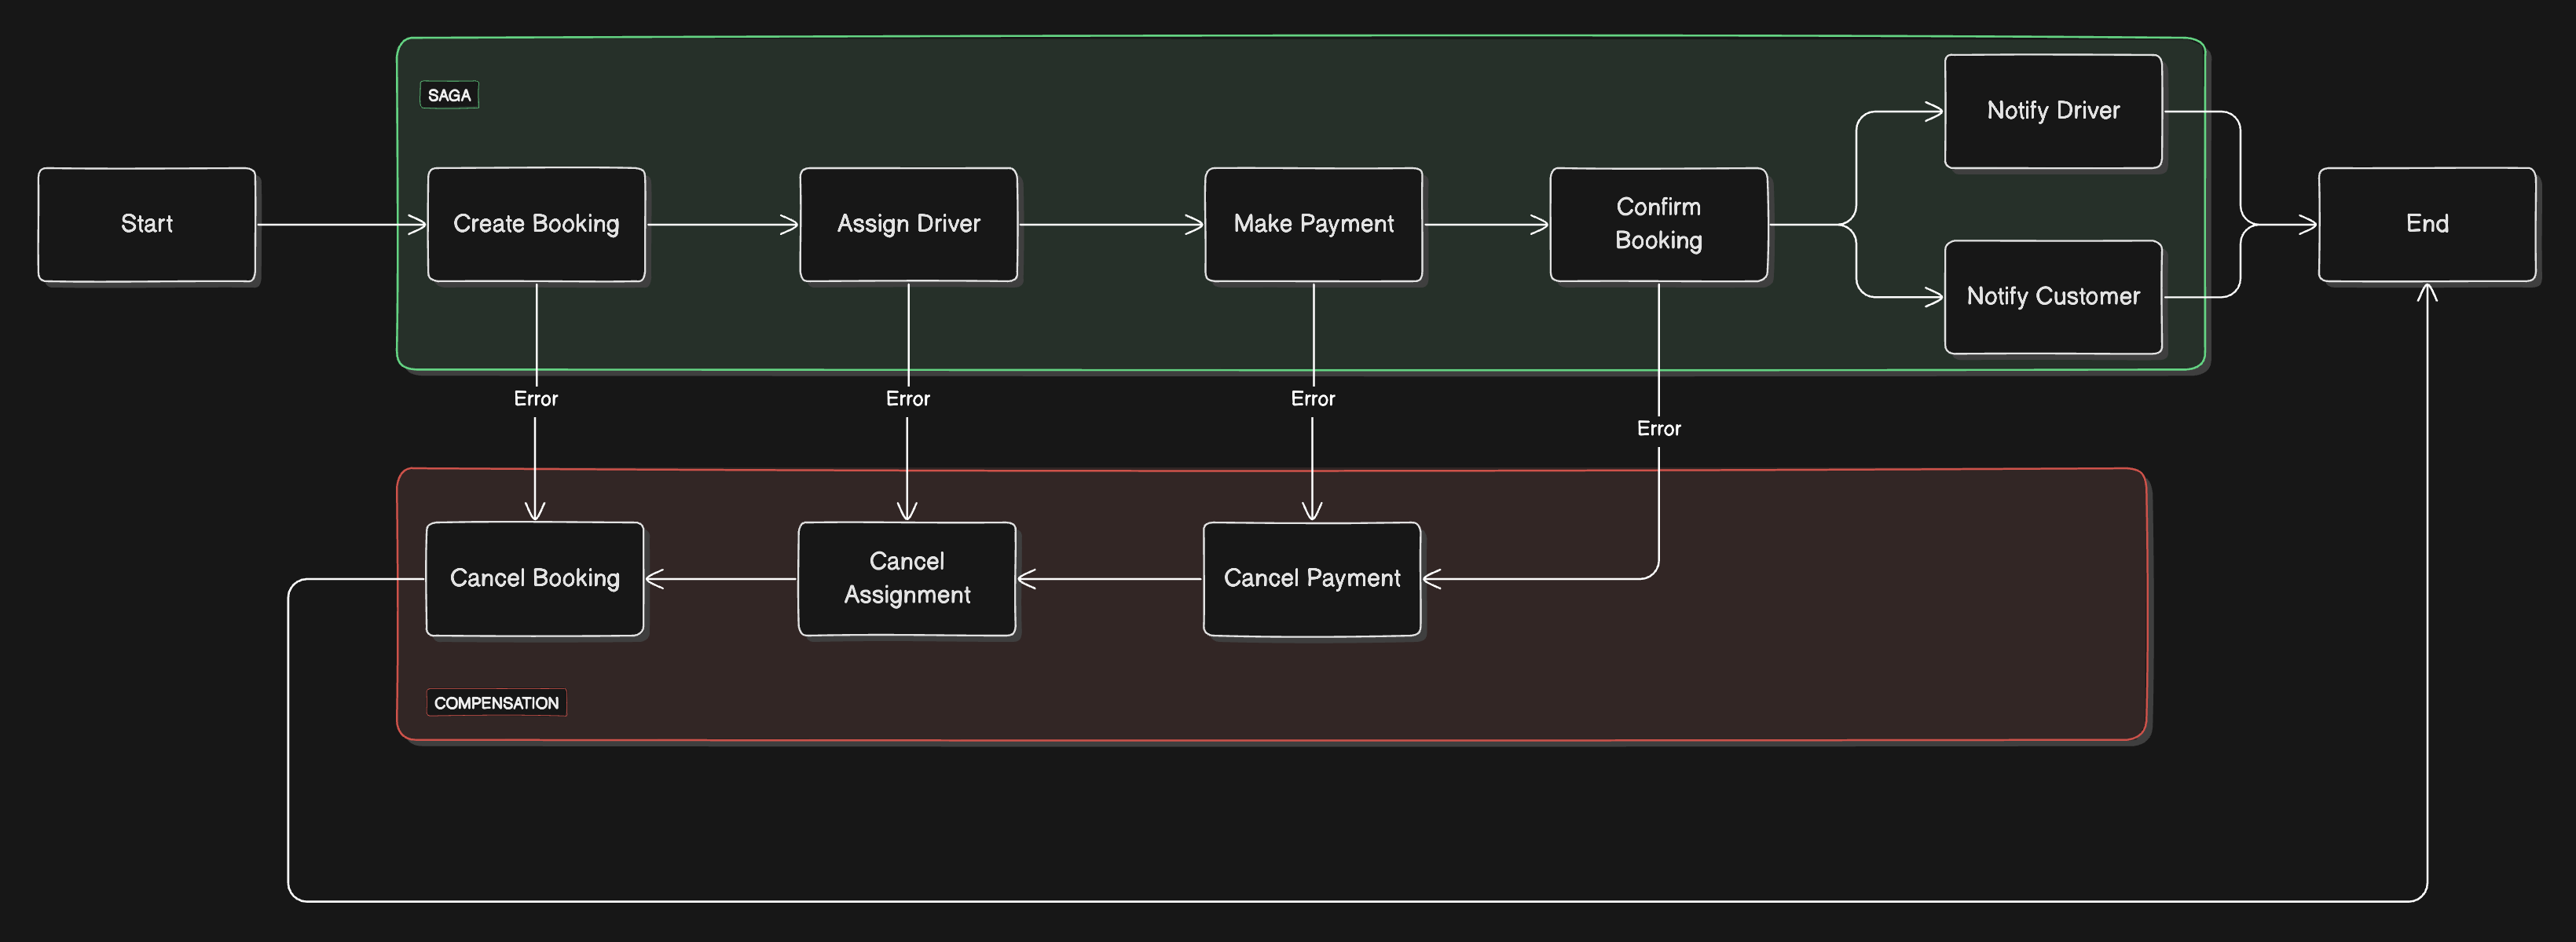 SAGA
Notify Driver
Start
Create Booking
Assign Driver
Make Payment
Confirm
Booking
Notify Customer
End
Error
Error
Error
Error
Cancel Booking
Cancel
Assignment
Cancel Payment
COMPENSATION